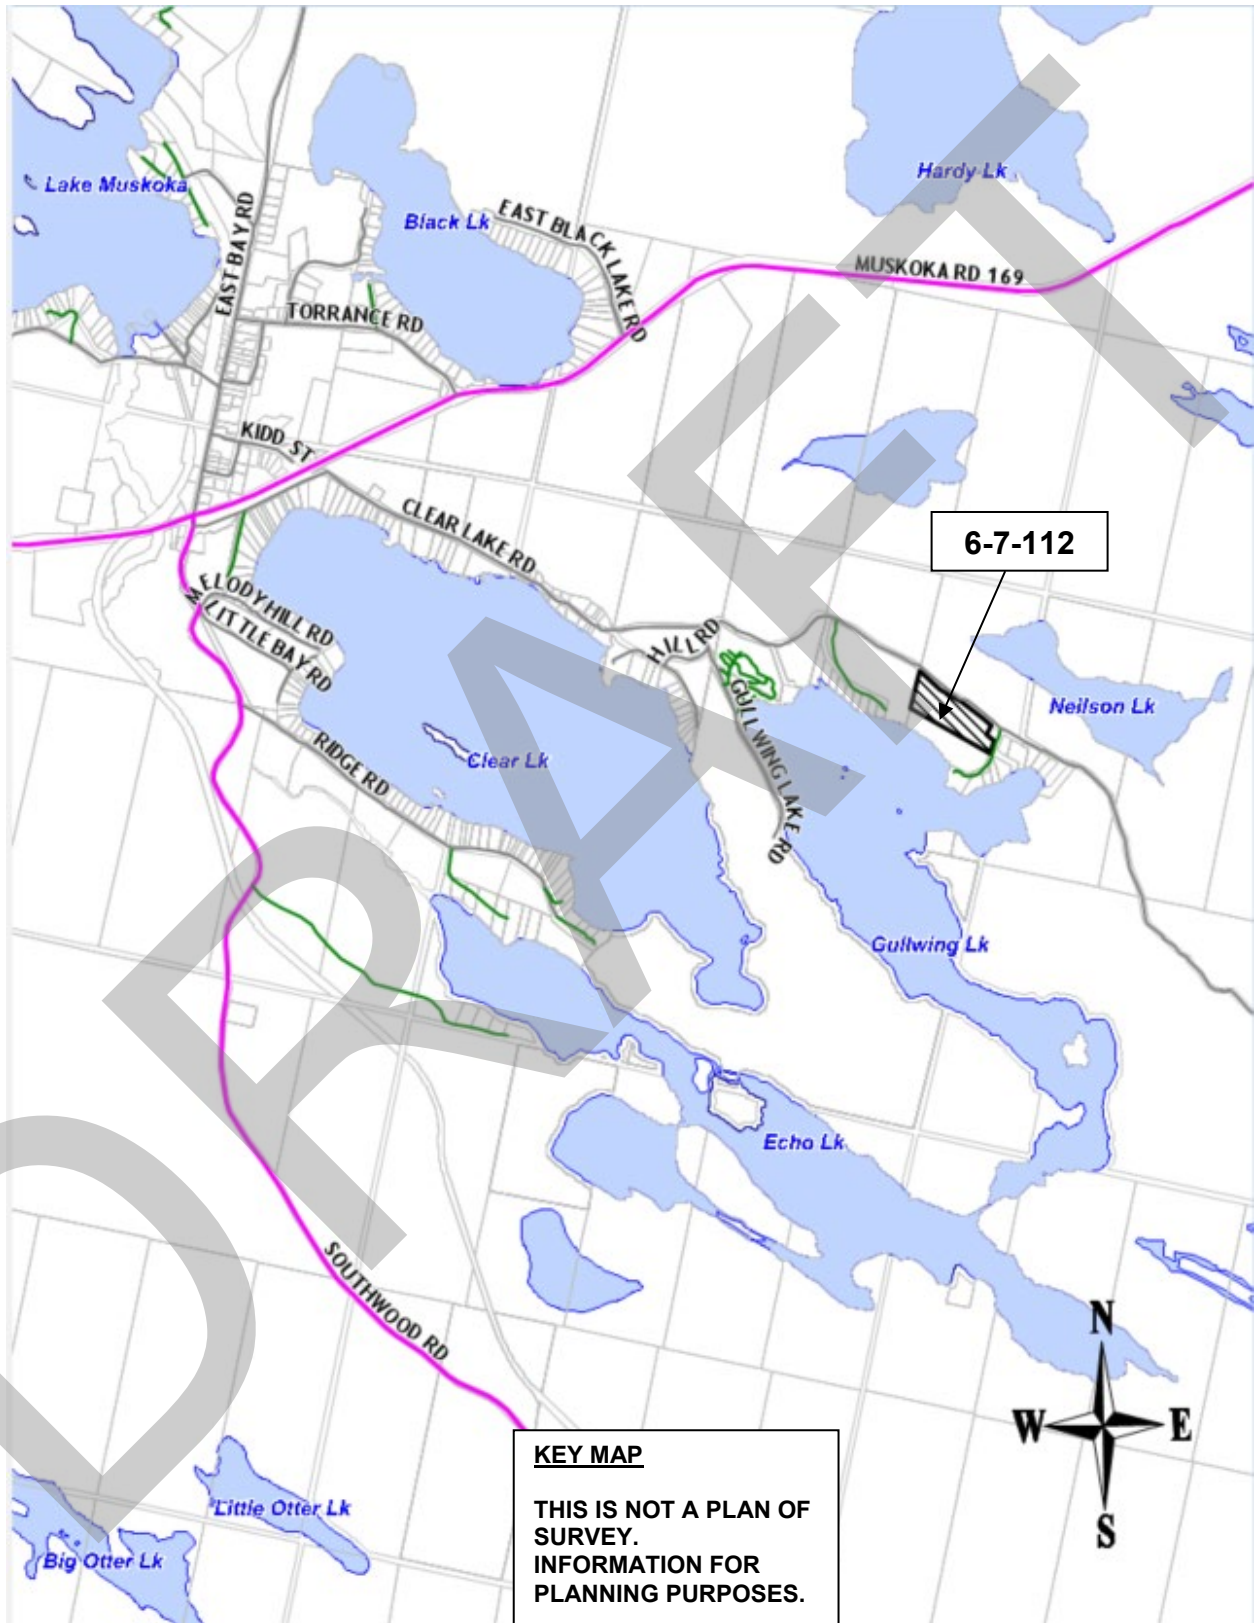 Lake Muskoka
Hardy Lk
Black Lk
EAST BLACK LAKE RD
EAST BAY RD
MUSKOKA RD 169
TORRANCE RD
KIDD ST
CLEAR LAKE RD
6-7-112
MELODY HILL RD
LITTLE BAY RD
HILL RD
GULLWING LAKE RD
Neilson Lk
RIDGE RD
Clear Lk
Gullwing Lk
Echo Lk
SOUTHWOOD RD
N
W
E
S
Little Otter Lk
Big Otter Lk
KEY MAP
THIS IS NOT A PLAN OF
SURVEY.
INFORMATION FOR
PLANNING PURPOSES.
DRAFT